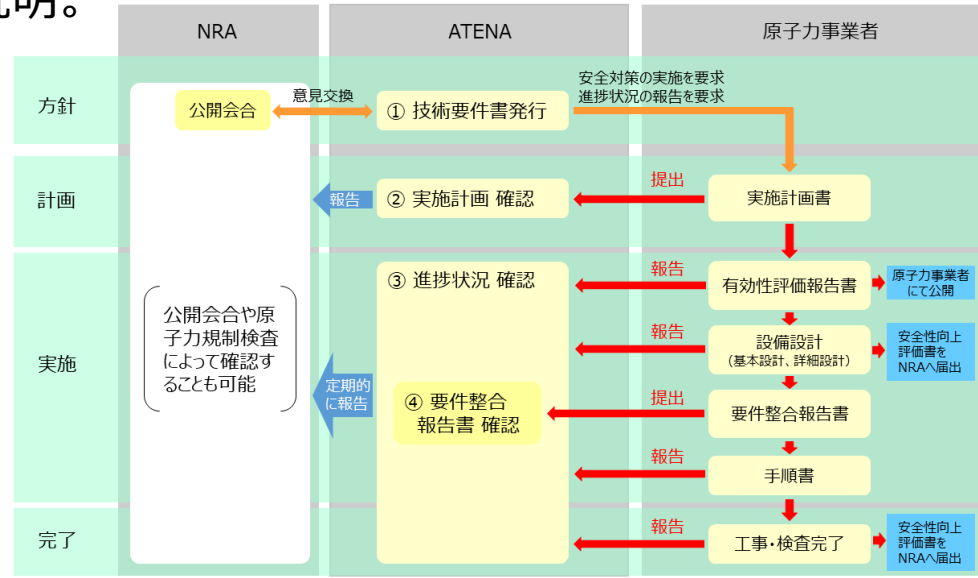 説明。
NRA
ATENA
原子力事業者
方針
公開会合
意見交換
① 技術要件書発行
安全対策の実施を要求
進捗状況の報告を要求
計画
報告
② 実施計画 確認
提出
実施計画書
実施
公開会合や原
子力規制検査
によって確認す
ることも可能
定期的
に報告
③ 進捗状況 確認
④ 要件整合
報告書 確認
報告
有効性評価報告書
原子力事業者
にて公開
報告
設備設計
(基本設計、詳細設計)
安全性向上
評価書を
NRAへ届出
提出
要件整合報告書
報告
手順書
完了
報告
工事・検査完了
安全性向上
評価書を
NRAへ届出